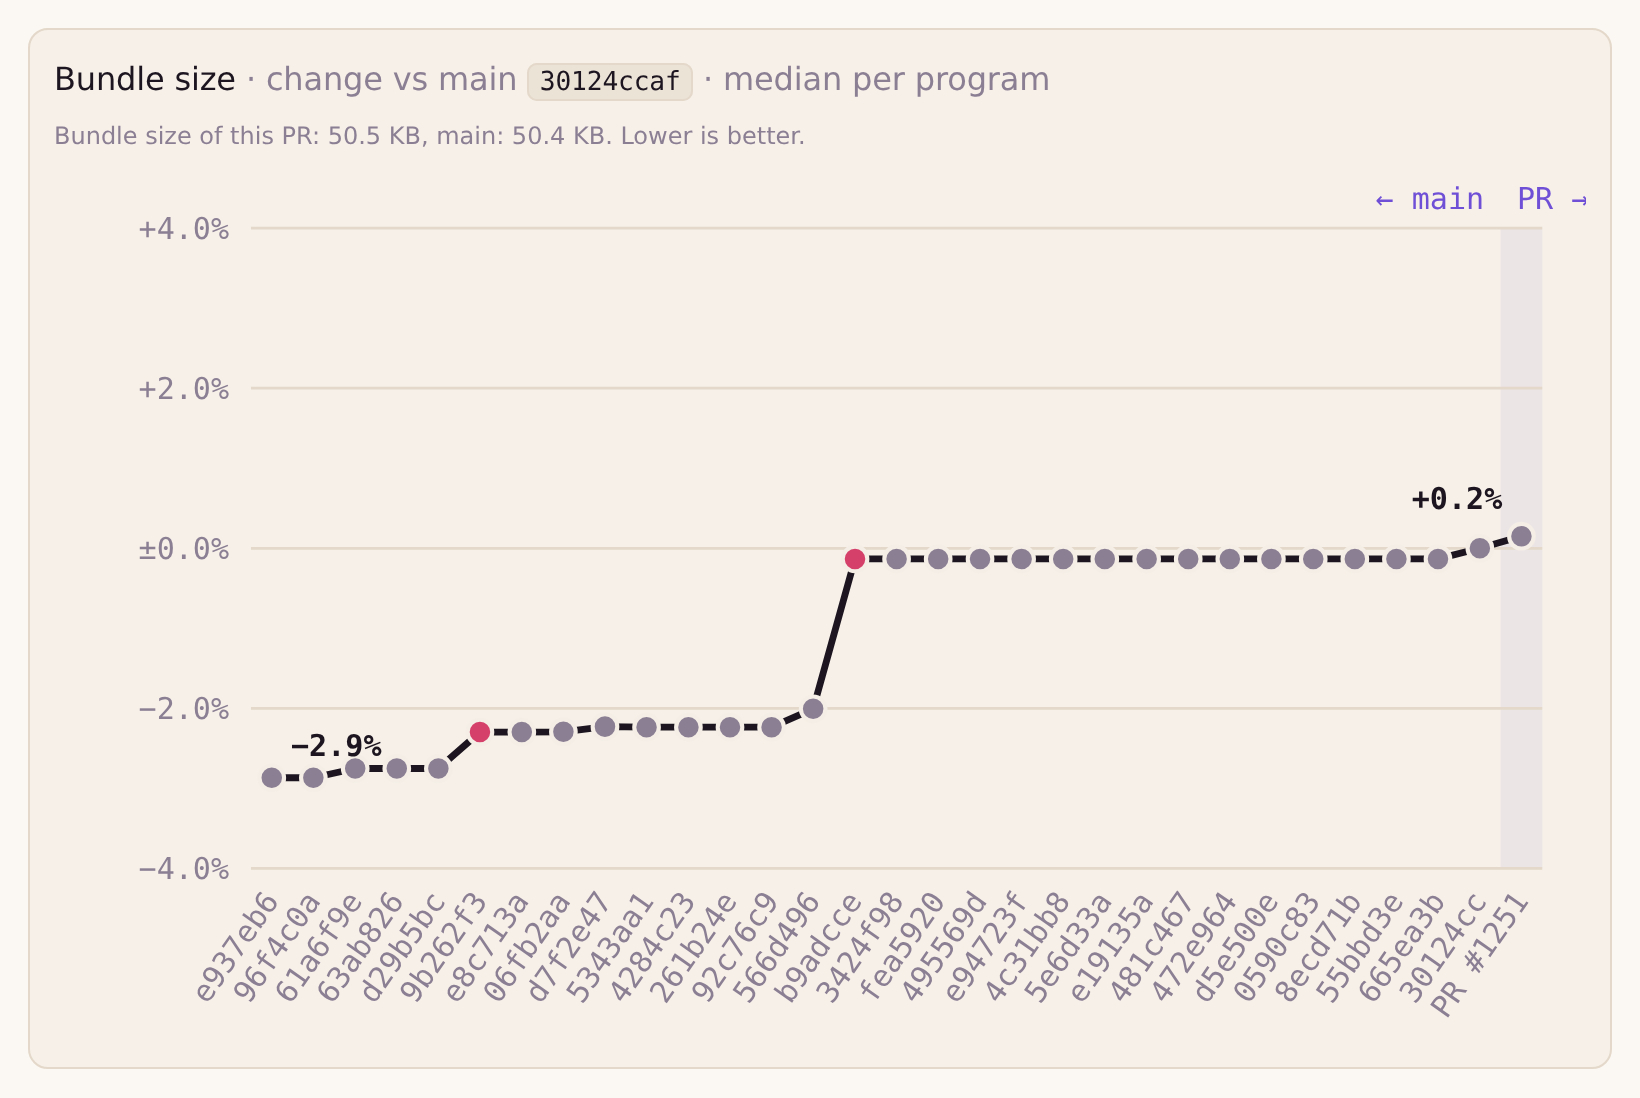 Bundle size · change vs main 30124ccaf · median per program
Bundle size of this PR: 50.5 KB, main: 50.4 KB. Lower is better.
← main PR →
+4.0%
+2.0%
+0.2%
±0.0%
−2.0%
−2.9%
−4.0%
e937eb6
96f4c0a
61a6f9e
63ab826
d29b5bc
9b262f3
e8c713a
06fb2aa
d7f2e47
5343aa1
4284c23
261b24e
92c76c9
566d496
b9adcce
3424f98
fea5920
495569d
e94723f
4c31bb8
5e6d33a
e19135a
481c467
472e964
d5e500e
0590c83
8ecd71b
55bbd3e
665ea3b
30124cc
PR #1251